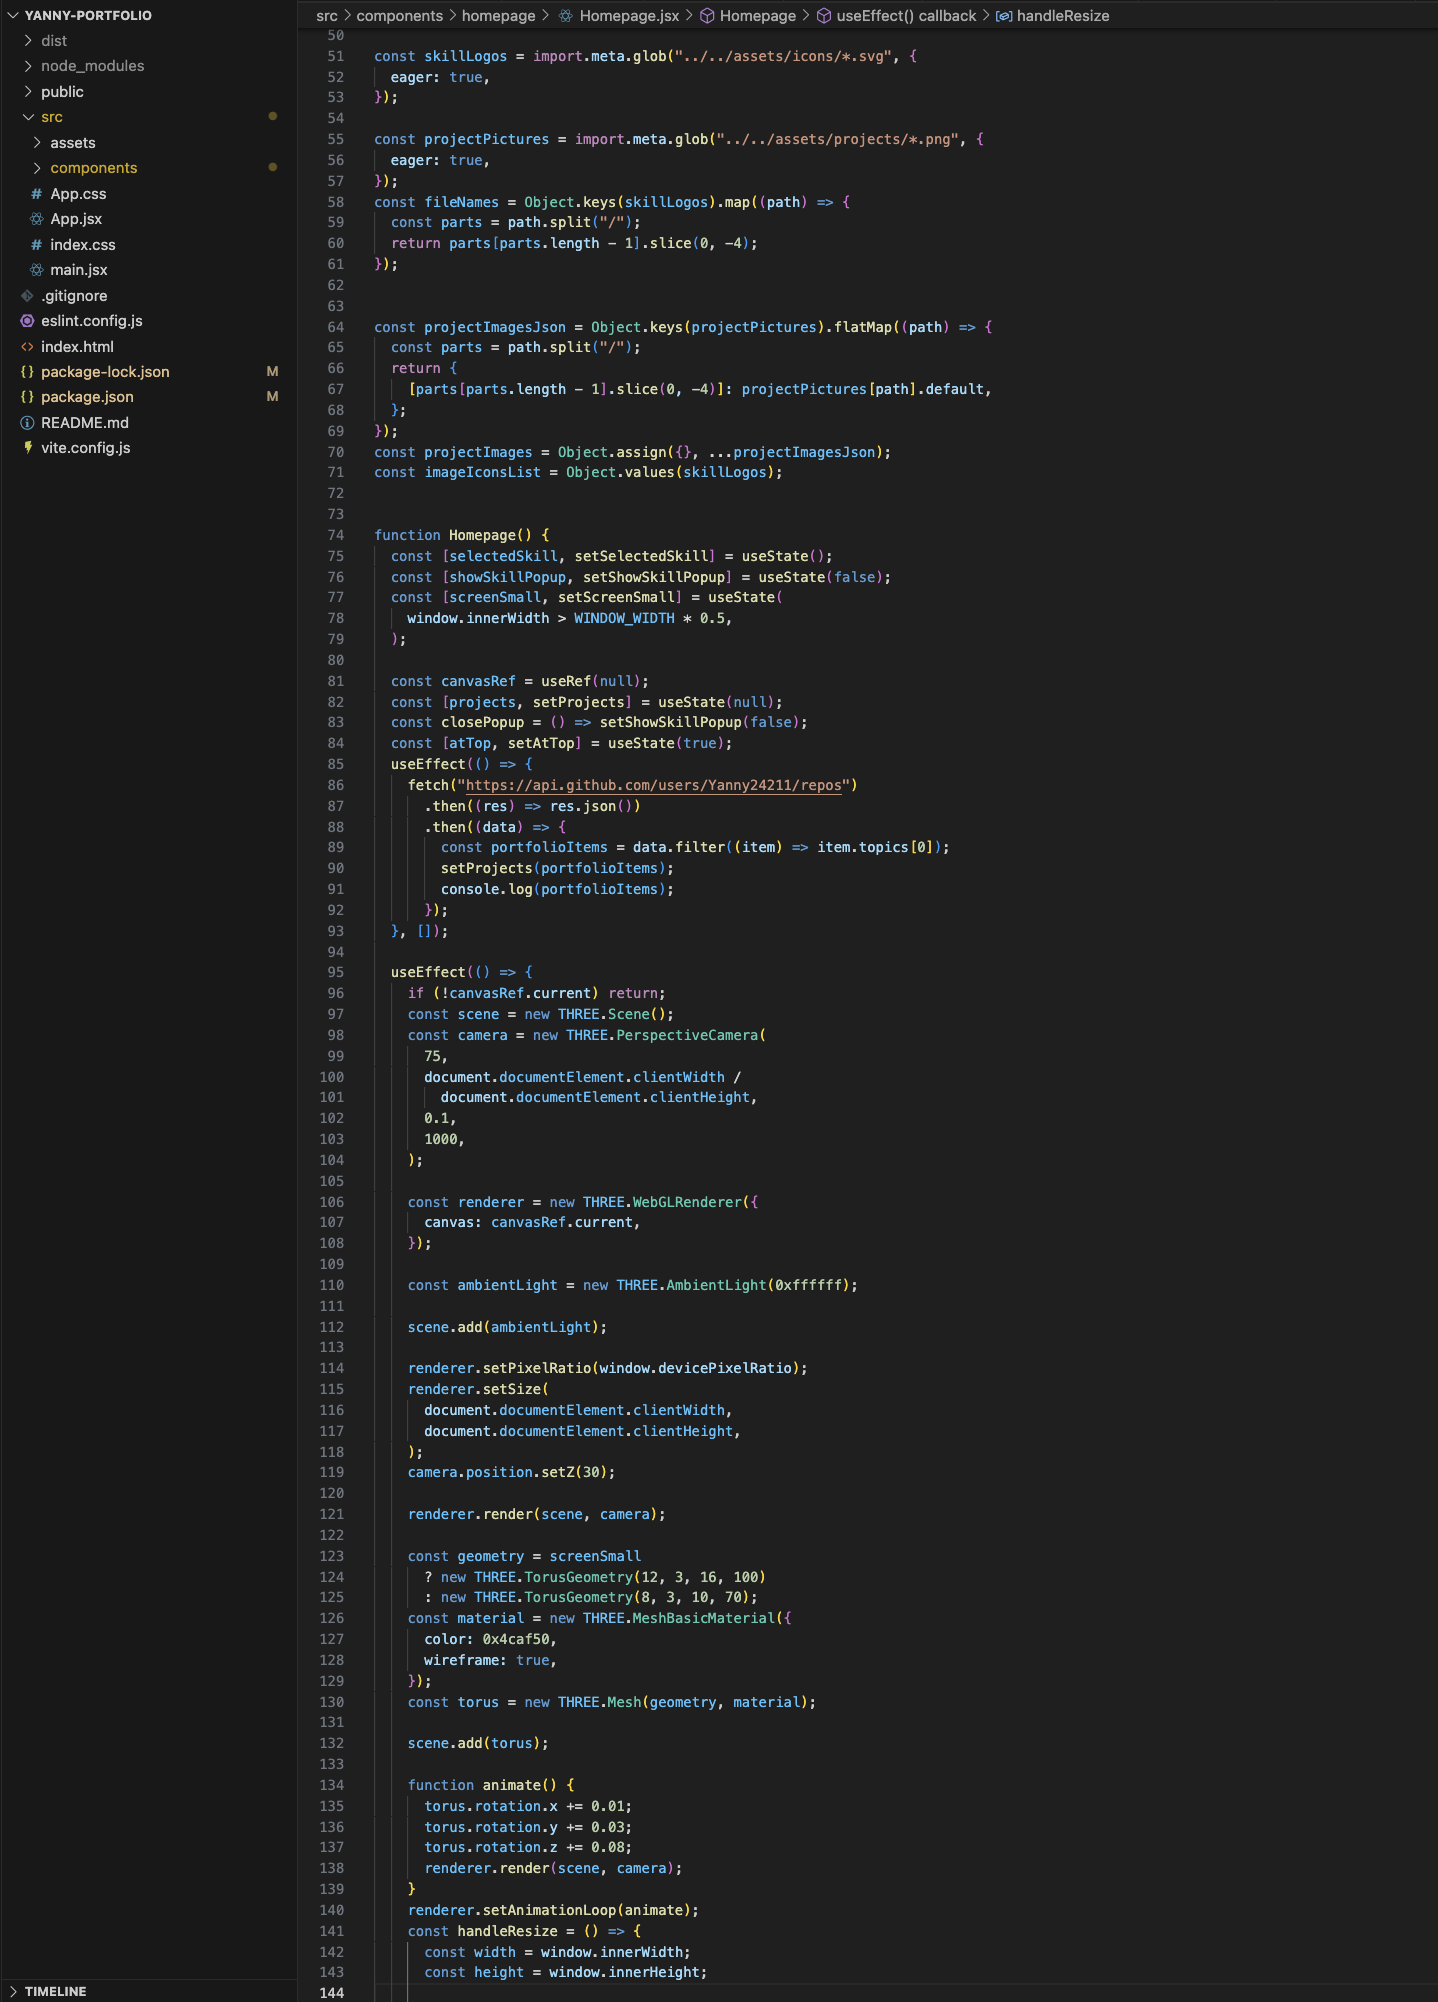 YANNY-PORTFOLIO
dist
node_modules
public
src
assets
components
# App.css
App.jsx
# index.css
main.jsx
.gitignore
eslint.config.js
<> index.html
{} package-lock.json M
{} package.json M
README.md
vite.config.js
TIMELINE
src > components > homepage > Homepage.jsx > Homepage > useEffect() callback > handleResize
50
51 const skillLogos = import.meta.glob("../../assets/icons/*.svg", {
52   eager: true,
53 });
54
55 const projectPictures = import.meta.glob("../../assets/projects/*.png", {
56   eager: true,
57 });
58 const fileNames = Object.keys(skillLogos).map((path) => {
59   const parts = path.split("/");
60   return parts[parts.length - 1].slice(0, -4);
61 });
62
63
64 const projectImagesJson = Object.keys(projectPictures).flatMap((path) => {
65   const parts = path.split("/");
66   return {
67     [parts[parts.length - 1].slice(0, -4)]: projectPictures[path].default,
68   };
69 });
70 const projectImages = Object.assign({}, ...projectImagesJson);
71 const imageIconsList = Object.values(skillLogos);
72
73
74 function Homepage() {
75   const [selectedSkill, setSelectedSkill] = useState();
76   const [showSkillPopup, setShowSkillPopup] = useState(false);
77   const [screenSmall, setScreenSmall] = useState(
78     window.innerWidth > WINDOW_WIDTH * 0.5,
79   );
80
81   const canvasRef = useRef(null);
82   const [projects, setProjects] = useState(null);
83   const closePopup = () => setShowSkillPopup(false);
84   const [atTop, setAtTop] = useState(true);
85   useEffect(() => {
86     fetch("https://api.github.com/users/Yanny24211/repos")
87       .then((res) => res.json())
88       .then((data) => {
89         const portfolioItems = data.filter((item) => item.topics[0]);
90         setProjects(portfolioItems);
91         console.log(portfolioItems);
92       });
93   }, []);
94
95   useEffect(() => {
96     if (!canvasRef.current) return;
97     const scene = new THREE.Scene();
98     const camera = new THREE.PerspectiveCamera(
99       75,
100       document.documentElement.clientWidth /
101         document.documentElement.clientHeight,
102       0.1,
103       1000,
104     );
105
106     const renderer = new THREE.WebGLRenderer({
107       canvas: canvasRef.current,
108     });
109
110     const ambientLight = new THREE.AmbientLight(0xffffff);
111
112     scene.add(ambientLight);
113
114     renderer.setPixelRatio(window.devicePixelRatio);
115     renderer.setSize(
116       document.documentElement.clientWidth,
117       document.documentElement.clientHeight,
118     );
119     camera.position.setZ(30);
120
121     renderer.render(scene, camera);
122
123     const geometry = screenSmall
124       ? new THREE.TorusGeometry(12, 3, 16, 100)
125       : new THREE.TorusGeometry(8, 3, 10, 70);
126     const material = new THREE.MeshBasicMaterial({
127       color: 0x4caf50,
128       wireframe: true,
129     });
130     const torus = new THREE.Mesh(geometry, material);
131
132     scene.add(torus);
133
134     function animate() {
135       torus.rotation.x += 0.01;
136       torus.rotation.y += 0.03;
137       torus.rotation.z += 0.08;
138       renderer.render(scene, camera);
139     }
140     renderer.setAnimationLoop(animate);
141     const handleResize = () => {
142       const width = window.innerWidth;
143       const height = window.innerHeight;
144